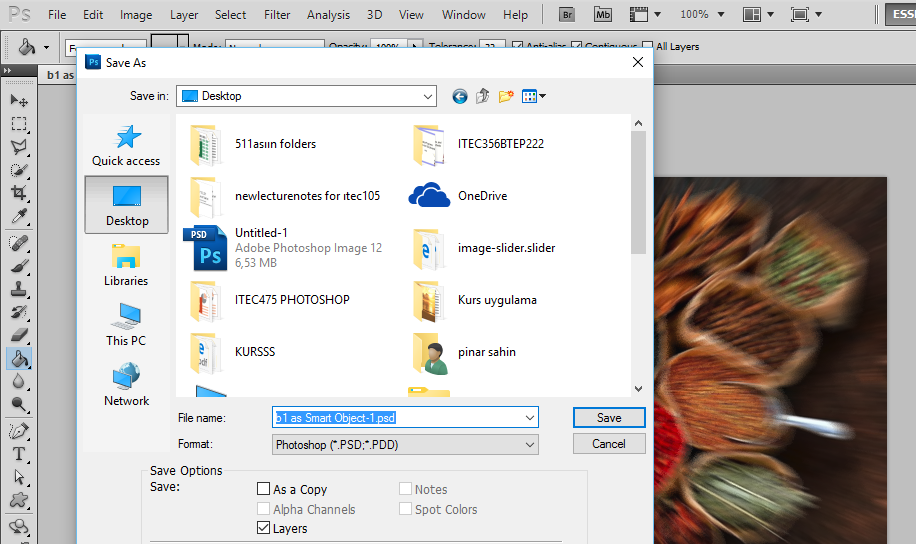 Ps File Edit Image Layer Select Filter Analysis 3D View Window Help Br Mb 100%
Opacity: 100% Tolerance: 32 Anti-alias Contiguous All Layers
b1 as
Save As
Save in: Desktop
Quick access
Desktop
Libraries
This PC
Network
511asıın folders
ITEC356BTEP222
newlecturenotes for ıtec105
OneDrive
PSD
Ps
Untitled-1
Adobe Photoshop Image 12
6,53 MB
image-slider.slider
ITEC475 PHOTOSHOP
Kurs uygulama
KURSSS
pinar sahin
File name: b1 as Smart Object-1.psd Save
Format: Photoshop (*.PSD;*.PDD) Cancel
Save Options
Save:
As a Copy
Notes
Alpha Channels
Spot Colors
Layers